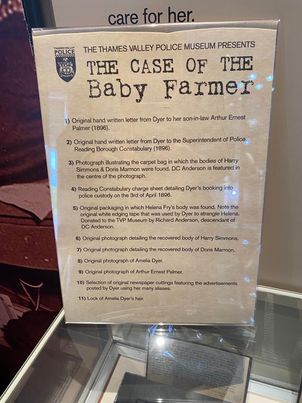 care for her.
POLICE
THE THAMES VALLEY POLICE MUSEUM PRESENTS
THE CASE OF THE
Baby Farmer
1) Original hand written letter from Dyer to her son-in-law Arthur Ernest
Palmer (1896).
2) Original hand written letter from Dyer to the Superintendent of Police,
Reading Borough Constabulary (1896).
3) Photograph illustrating the carpet bag in which the bodies of Harry
Simmons & Doris Marmon were found. DC Anderson is featured in
the centre of the photograph.
4) Reading Constabulary charge sheet detailing Dyer's booking into
police custody on the 3rd of April 1896.
5) Original packaging in which Helena Fry's body was found. Note the
original white edging tape that was used by Dyer to strangle Helena.
Donated to the TVP Museum by Richard Anderson, descendant of
DC Anderson.
6) Original photograph detailing the recovered body of Harry Simmons.
7) Original photograph detailing the recovered body of Doris Marmon.
8) Original photograph of Amelia Dyer.
9) Original photograph of Arthur Ernest Palmer.
10) Selection of original newspaper cuttings featuring the advertisements
posted by Dyer using her many aliases.
11) Lock of Amelia Dyer's hair.